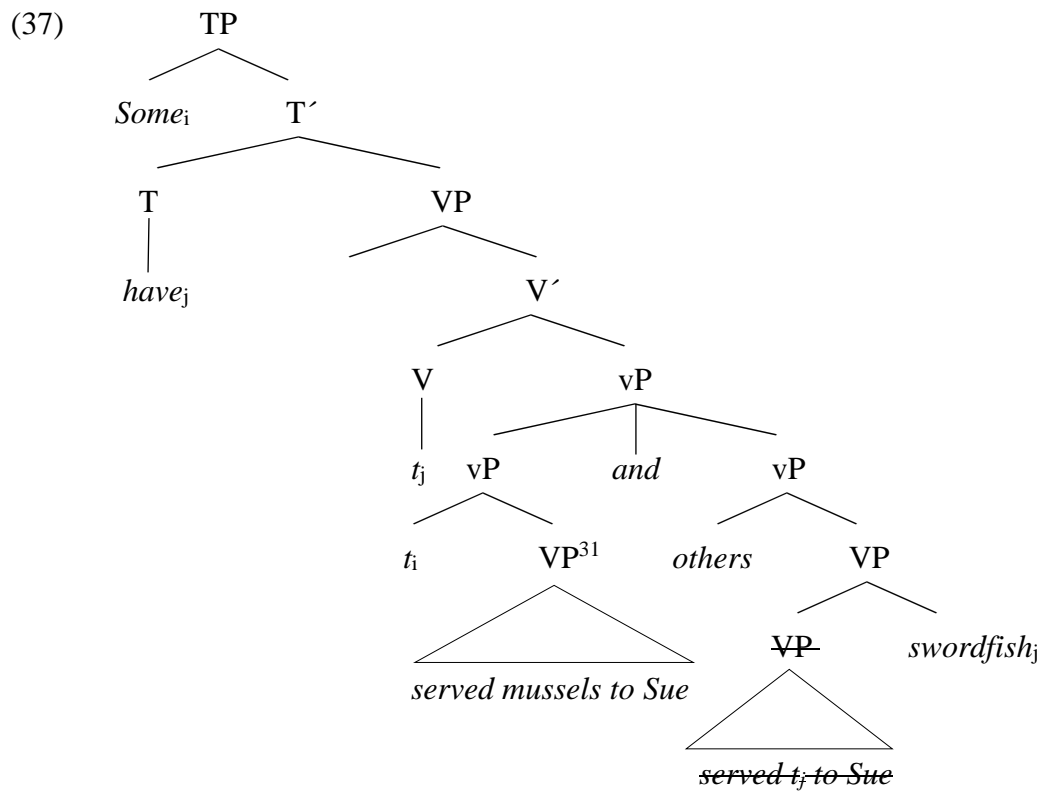 (37) TP
Someᵢ T´
T VP
haveⱼ V´
V vP
tⱼ vP and vP
tᵢ VP³¹ others VP
VP swordfishⱼ
served mussels to Sue
served tⱼ to Sue